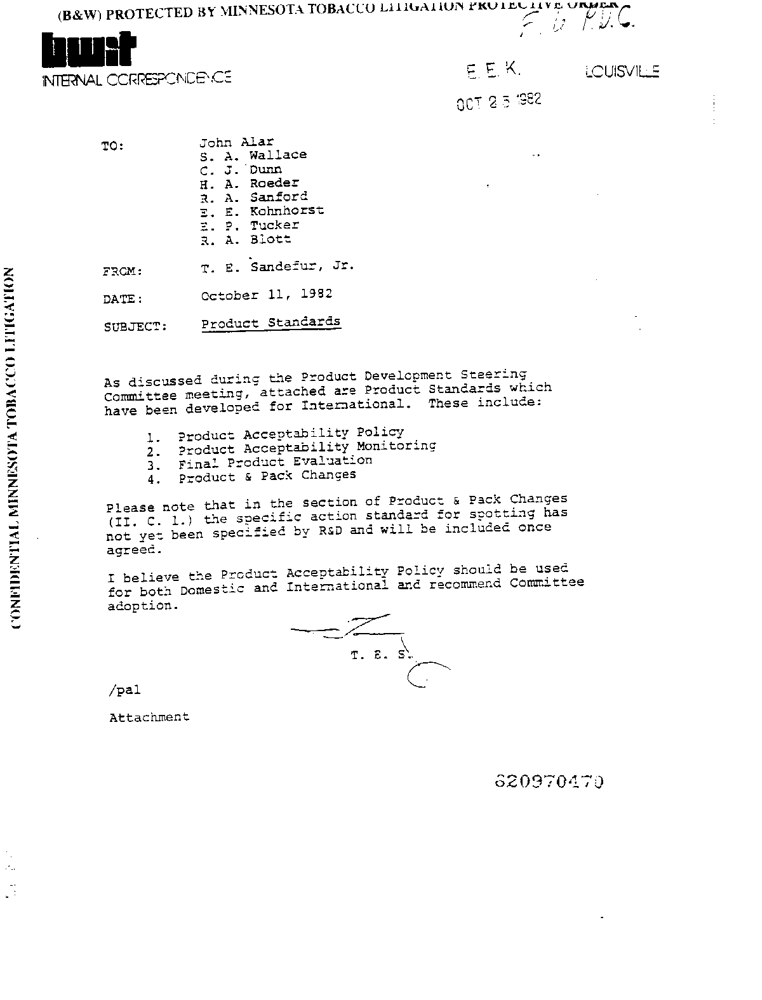 (B&W) PROTECTED BY MINNESOTA TOBACCO LITIGATION PROTECTIVE ORDER
F. P.D.C.
bwit
INTERNAL CORRESPONDENCE
E. E. K.
LOUISVILLE
OCT 25 1982
TO:
John Alar
S. A. Wallace
C. J. Dunn
H. A. Roeder
R. A. Sanford
E. E. Kohnhorst
E. P. Tucker
R. A. Blott
FROM: T. E. Sandefur, Jr.
DATE: October 11, 1982
SUBJECT: Product Standards
As discussed during the Product Development Steering
Committee meeting, attached are Product Standards which
have been developed for International. These include:
1. Product Acceptability Policy
2. Product Acceptability Monitoring
3. Final Product Evaluation
4. Product & Pack Changes
Please note that in the section of Product & Pack Changes
(II. C. 1.) the specific action standard for spotting has
not yet been specified by R&D and will be included once
agreed.
I believe the Product Acceptability Policy should be used
for both Domestic and International and recommend Committee
adoption.
T. E. S.
/pal
Attachment
620970470
CONFIDENTIAL MINNESOTA TOBACCO LITIGATION